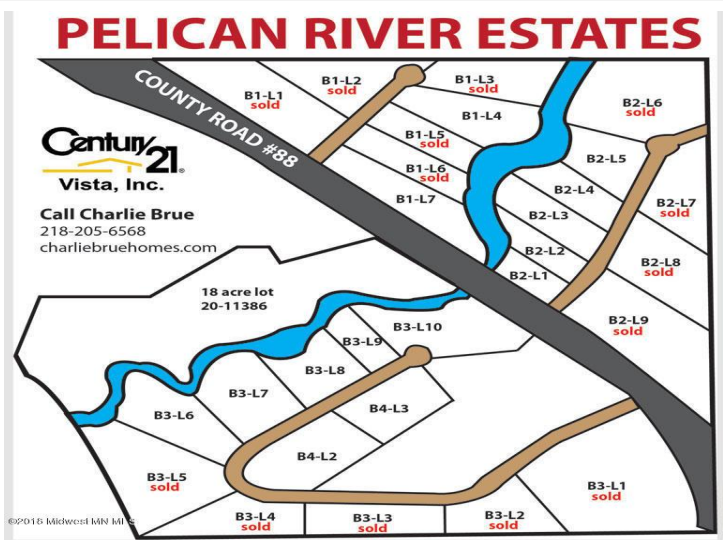 PELICAN RIVER ESTATES
COUNTY ROAD #88
Century 21®
Vista, Inc.
Call Charlie Brue
218-205-6568
charliebruehomes.com
B1-L1
sold
B1-L2
sold
B1-L3
sold
B1-L4
B1-L5
sold
B1-L6
sold
B1-L7
B2-L6
sold
B2-L5
B2-L4
B2-L3
B2-L2
B2-L1
B2-L7
sold
B2-L8
sold
B2-L9
sold
18 acre lot
20-11386
B3-L10
B3-L9
B3-L8
B3-L7
B3-L6
B4-L3
B4-L2
B3-L5
sold
B3-L4
sold
B3-L3
sold
B3-L2
sold
B3-L1
sold
©2018 Midwest MN MLS